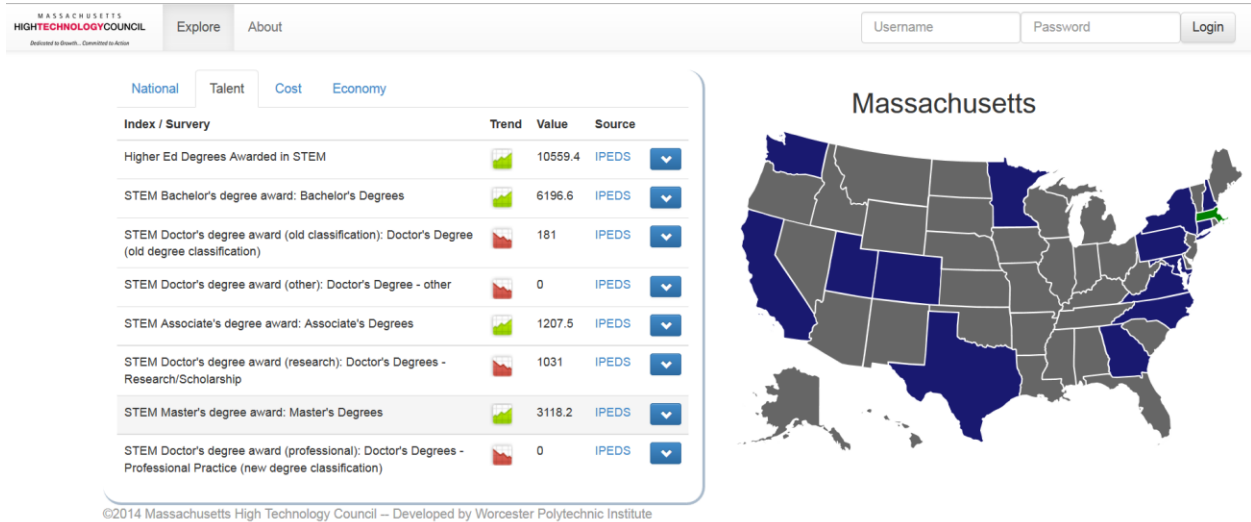 MASSACHUSETTS
HIGHTECHNOLOGYCOUNCIL
Dedicated to Growth... Committed to Action
Explore
About
Username
Password
Login
National
Talent
Cost
Economy
Index / Survery
Trend
Value
Source
Higher Ed Degrees Awarded in STEM
10559.4
IPEDS
STEM Bachelor's degree award: Bachelor's Degrees
6196.6
IPEDS
STEM Doctor's degree award (old classification): Doctor's Degree
(old degree classification)
181
IPEDS
STEM Doctor's degree award (other): Doctor's Degree - other
0
IPEDS
STEM Associate's degree award: Associate's Degrees
1207.5
IPEDS
STEM Doctor's degree award (research): Doctor's Degrees -
Research/Scholarship
1031
IPEDS
STEM Master's degree award: Master's Degrees
3118.2
IPEDS
STEM Doctor's degree award (professional): Doctor's Degrees -
Professional Practice (new degree classification)
0
IPEDS
Massachusetts
©2014 Massachusetts High Technology Council -- Developed by Worcester Polytechnic Institute